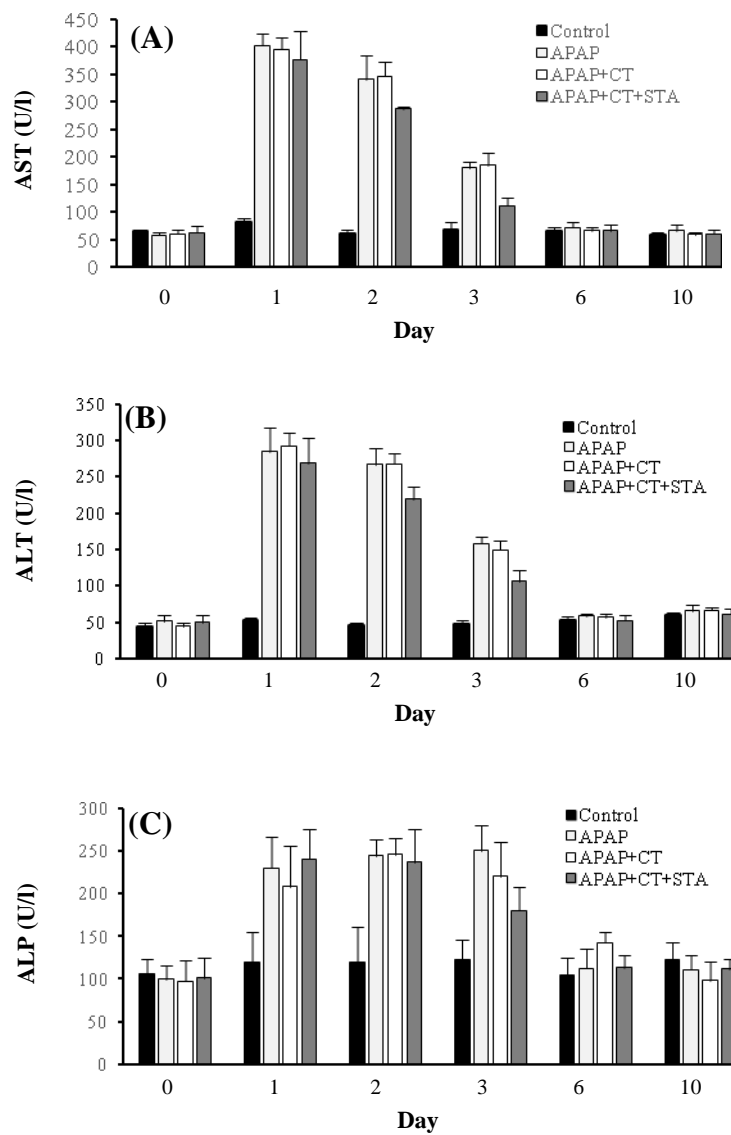 (A)
Control
APAP
APAP+CT
APAP+CT+STA
AST (U/l)
450
400
350
300
250
200
150
100
50
0
0 1 2 3 6 10
Day
(B)
Control
APAP
APAP+CT
APAP+CT+STA
ALT (U/l)
350
300
250
200
150
100
50
0
0 1 2 3 6 10
Day
(C)
Control
APAP
APAP+CT
APAP+CT+STA
ALP (U/l)
300
250
200
150
100
50
0
0 1 2 3 6 10
Day